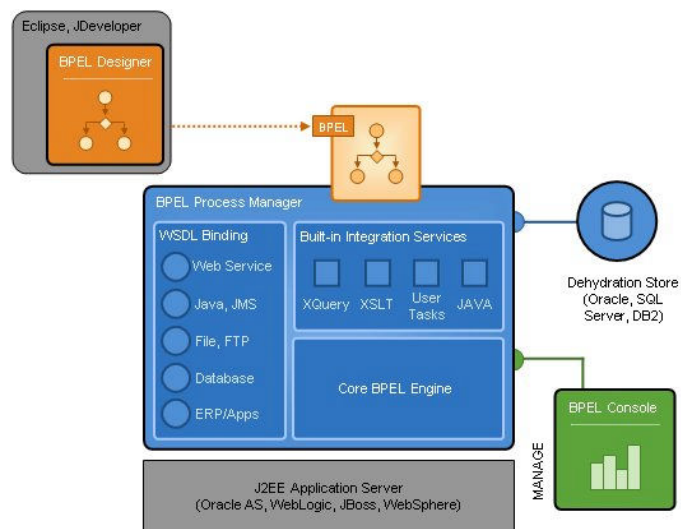 Eclipse, JDeveloper
BPEL Designer
BPEL
BPEL Process Manager
WSDL Binding
Web Service
Java, JMS
File, FTP
Database
ERP/Apps
Built-in Integration Services
XQuery
XSLT
User
Tasks
JAVA
Core BPEL Engine
Dehydration Store
(Oracle, SQL
Server, DB2)
BPEL Console
MANAGE
J2EE Application Server
(Oracle AS, WebLogic, JBoss, WebSphere)